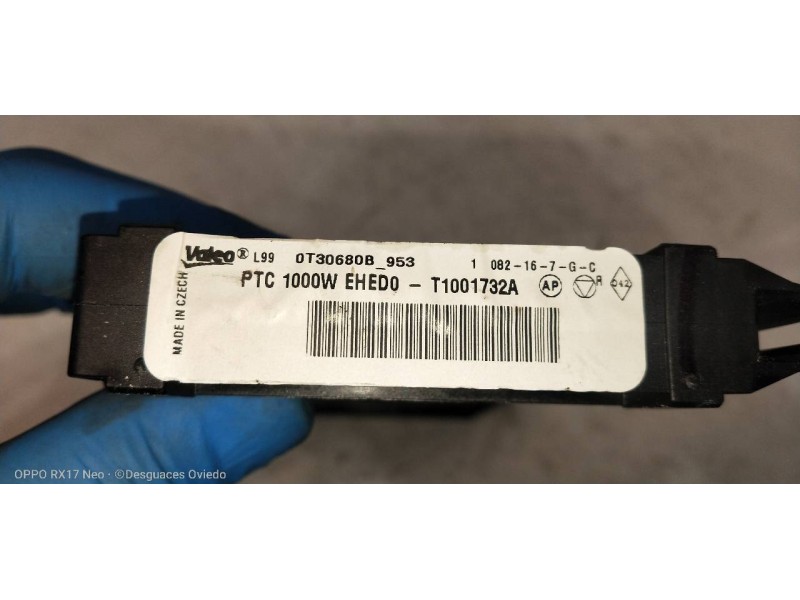 Valeo® L99 0T30680B_953 1 082-16-7-G-C
PTC 1000W EHED0 - T1001732A AP R 042
MADE IN CZECH
OPPO RX17 Neo · ©Desguaces Oviedo